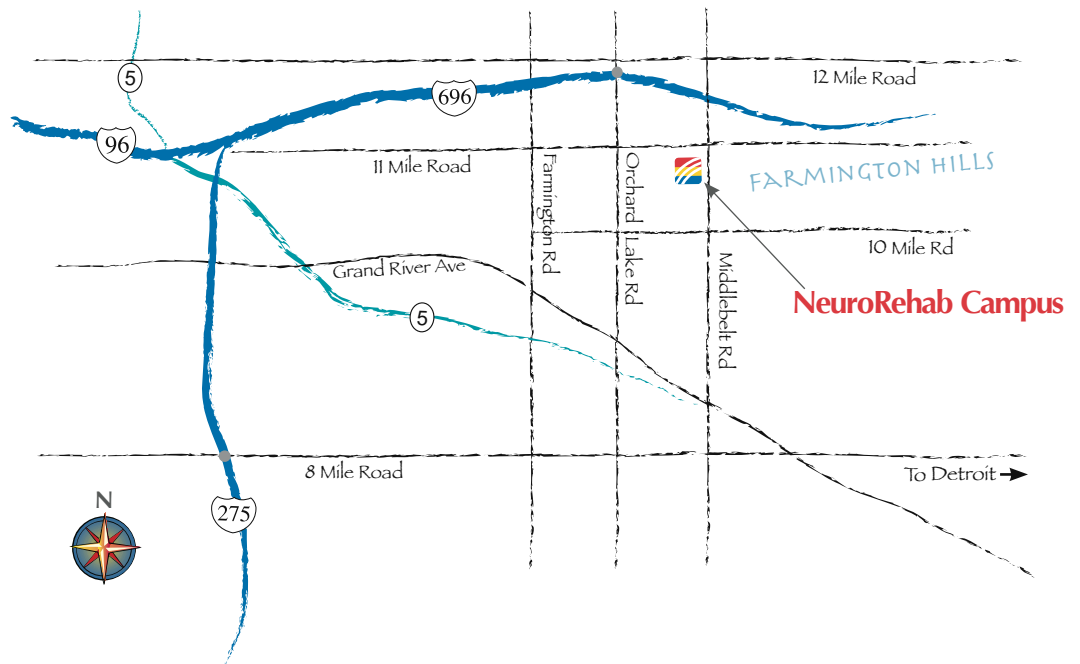 5
12 Mile Road
696
96
11 Mile Road
FARMINGTON HILLS
Farmington Rd
Orchard Lake Rd
10 Mile Rd
Grand River Ave
Middlebelt Rd
NeuroRehab Campus
5
8 Mile Road
To Detroit
N
275